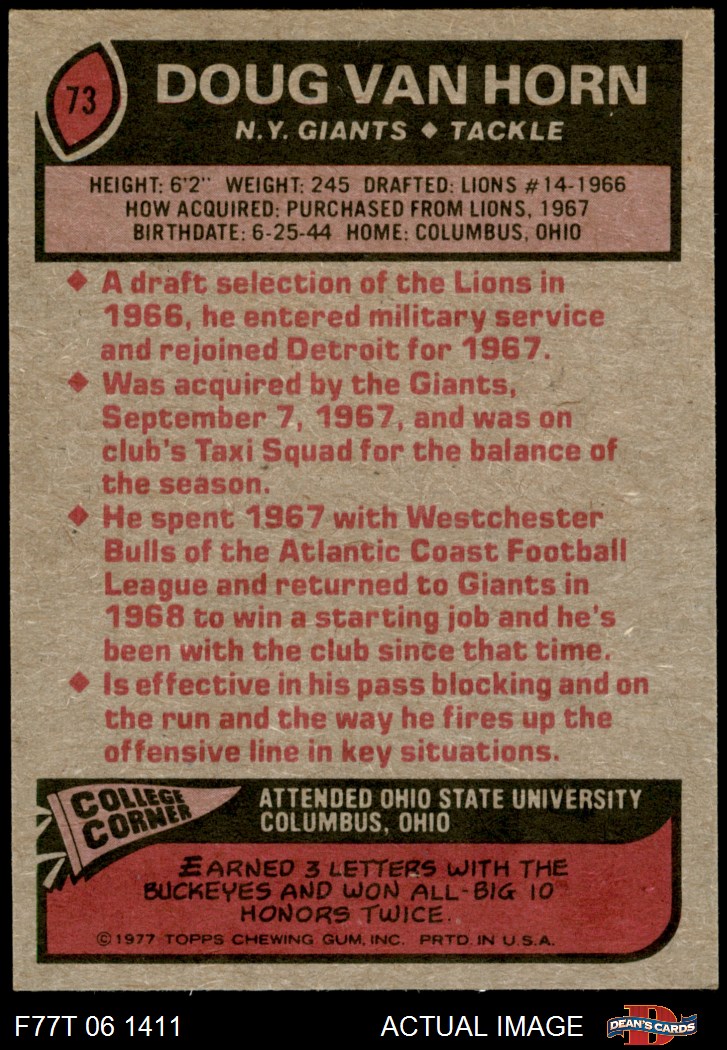 73
DOUG VAN HORN
N.Y. GIANTS ♦ TACKLE
HEIGHT: 6'2" WEIGHT: 245 DRAFTED: LIONS #14-1966
HOW ACQUIRED: PURCHASED FROM LIONS, 1967
BIRTHDATE: 6-25-44 HOME: COLUMBUS, OHIO
♦ A draft selection of the Lions in
1966, he entered military service
and rejoined Detroit for 1967.
♦ Was acquired by the Giants,
September 7, 1967, and was on
club's Taxi Squad for the balance of
the season.
♦ He spent 1967 with Westchester
Bulls of the Atlantic Coast Football
League and returned to Giants in
1968 to win a starting job and he's
been with the club since that time.
♦ Is effective in his pass blocking and on
the run and the way he fires up the
offensive line in key situations.
COLLEGE
CORNER
ATTENDED OHIO STATE UNIVERSITY
COLUMBUS, OHIO
EARNED 3 LETTERS WITH THE
BUCKEYES AND WON ALL-BIG 10
HONORS TWICE.
©1977 TOPPS CHEWING GUM, INC. PRTD. IN U.S.A.
F77T 06 1411
ACTUAL IMAGE
D
DEAN'S CARDS